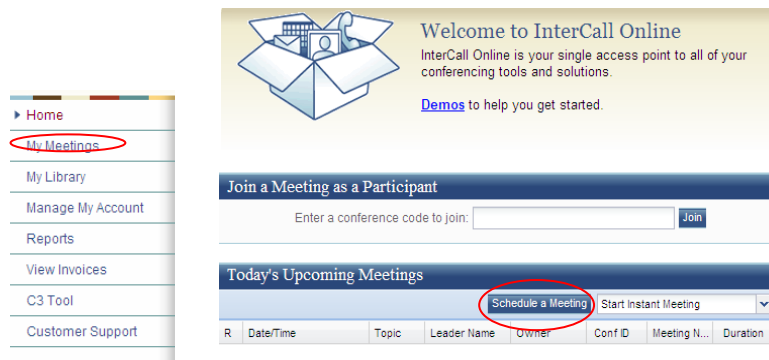 Home
My Meetings
My Library
Manage My Account
Reports
View Invoices
C3 Tool
Customer Support
Welcome to InterCall Online
InterCall Online is your single access point to all of your
conferencing tools and solutions.
Demos to help you get started.
Join a Meeting as a Participant
Enter a conference code to join: Join
Today's Upcoming Meetings
Schedule a Meeting Start Instant Meeting
R Date/Time Topic Leader Name Owner Conf ID Meeting N... Duration